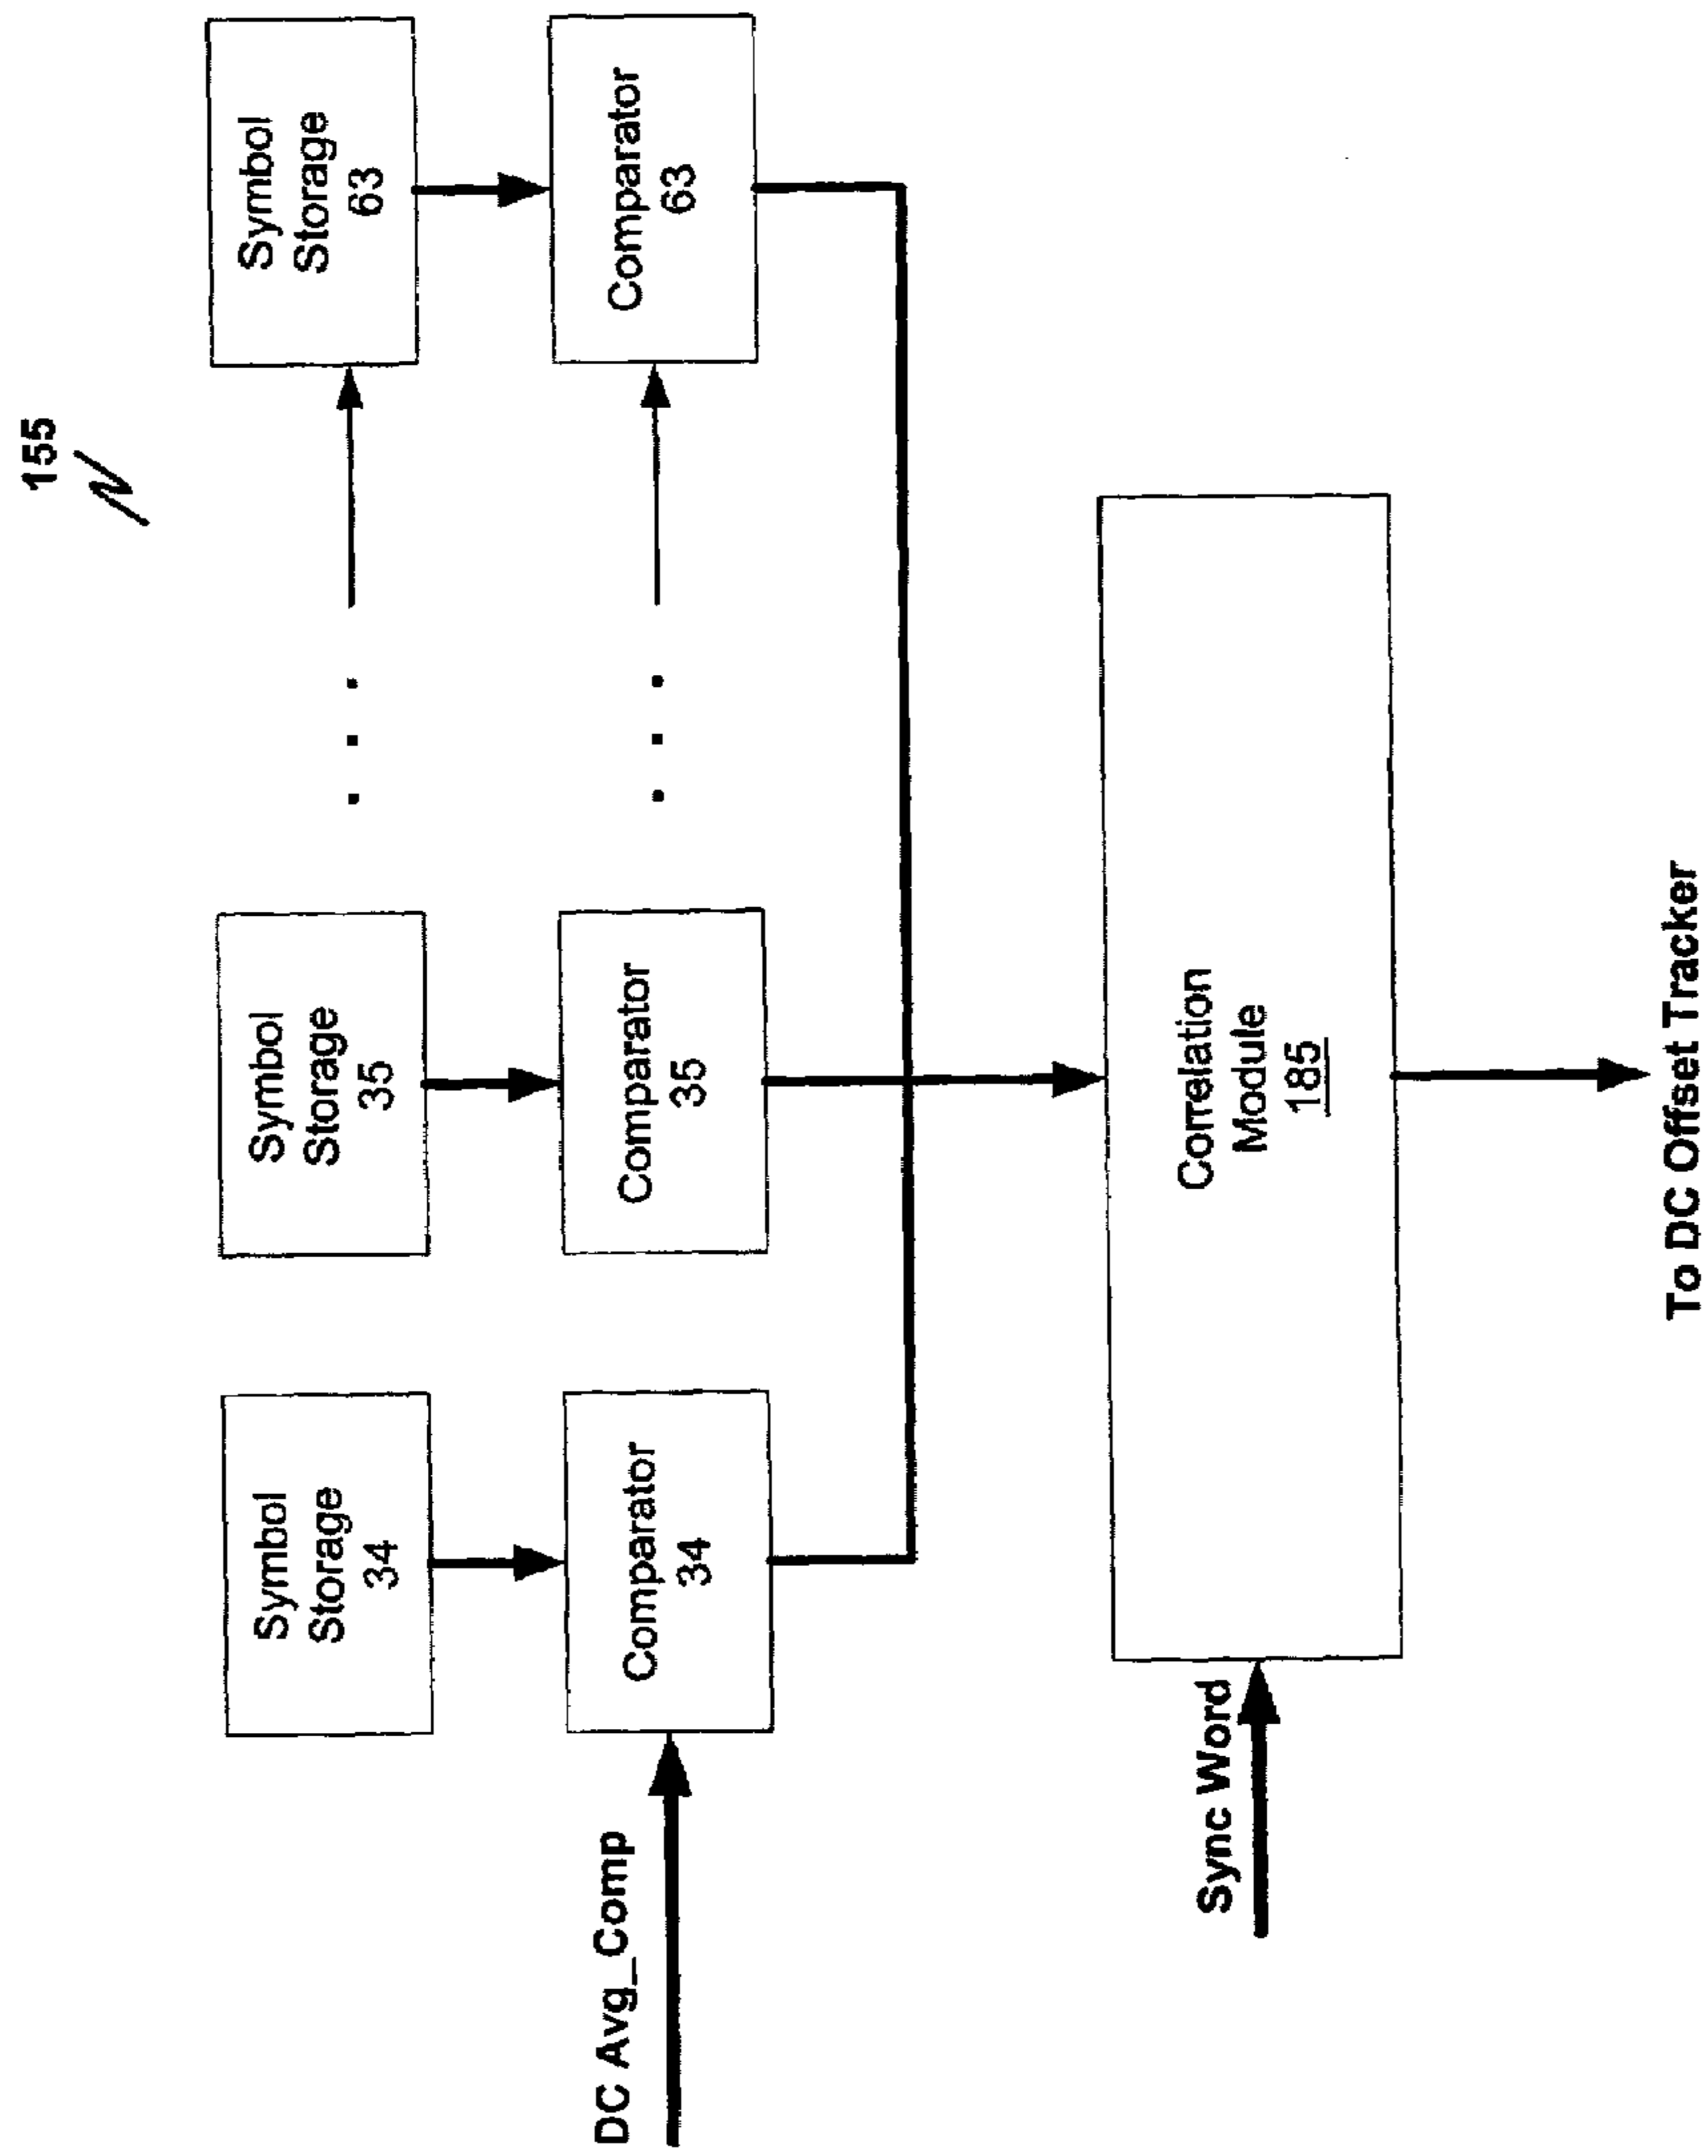 155
Symbol
Storage
34
Symbol
Storage
35
. . .
Symbol
Storage
63
DC Avg_Comp
Comparator
34
Comparator
35
. . .
Comparator
63
Sync Word
Correlation
Module
185
To DC Offset Tracker